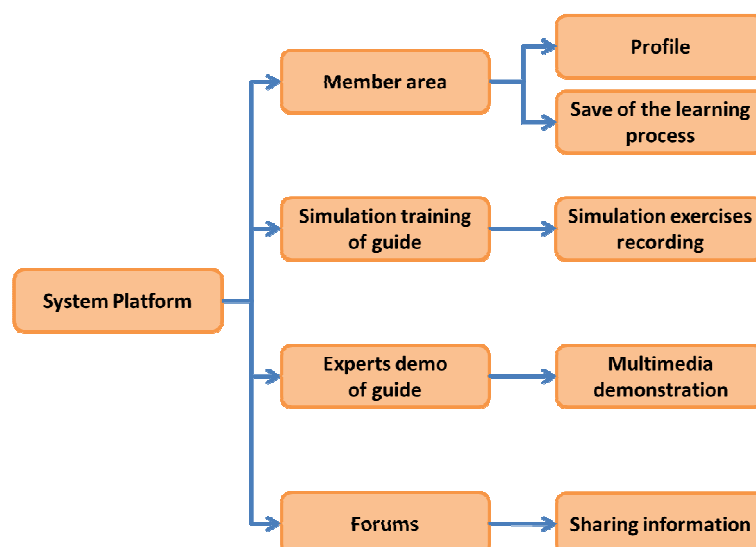 Profile
Member area
Save of the learning
process
Simulation training
of guide
Simulation exercises
recording
System Platform
Experts demo
of guide
Multimedia
demonstration
Forums
Sharing information